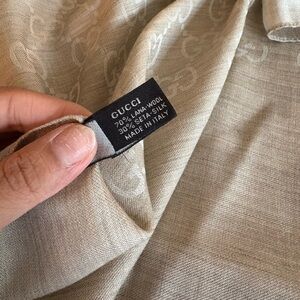 GUCCI
70% LANA-WOOL
30% SETA-SILK
MADE IN ITALY